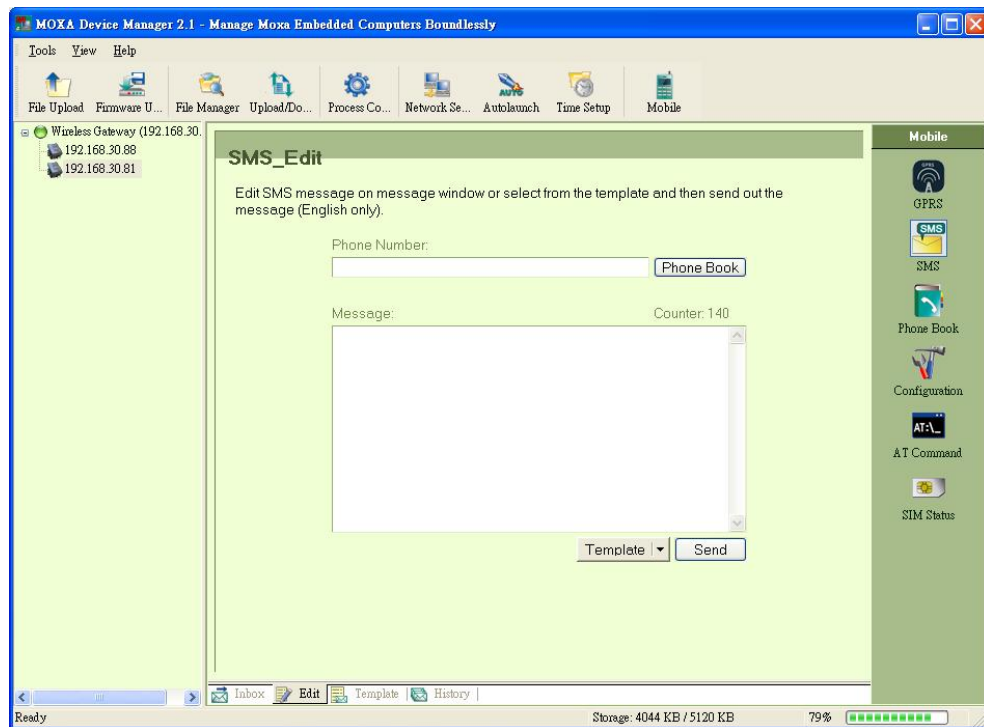 MOXA Device Manager 2.1 - Manage Moxa Embedded Computers Boundlessly
Tools View Help
File Upload Firmware U... File Manager Upload/Do... Process Co... Network Se... Autolaunch Time Setup Mobile
AUTO
Wireless Gateway (192.168.30.
192.168.30.88
192.168.30.81
SMS_Edit
Edit SMS message on message window or select from the template and then send out the
message (English only).
Phone Number:
Phone Book
Message: Counter: 140
Template Send
Inbox Edit Template History
Mobile
GPRS
GPRS
SMS
SMS
Phone Book
Configuration
AT:\_
AT Command
SIM Status
Ready Storage: 4044 KB / 5120 KB 79%